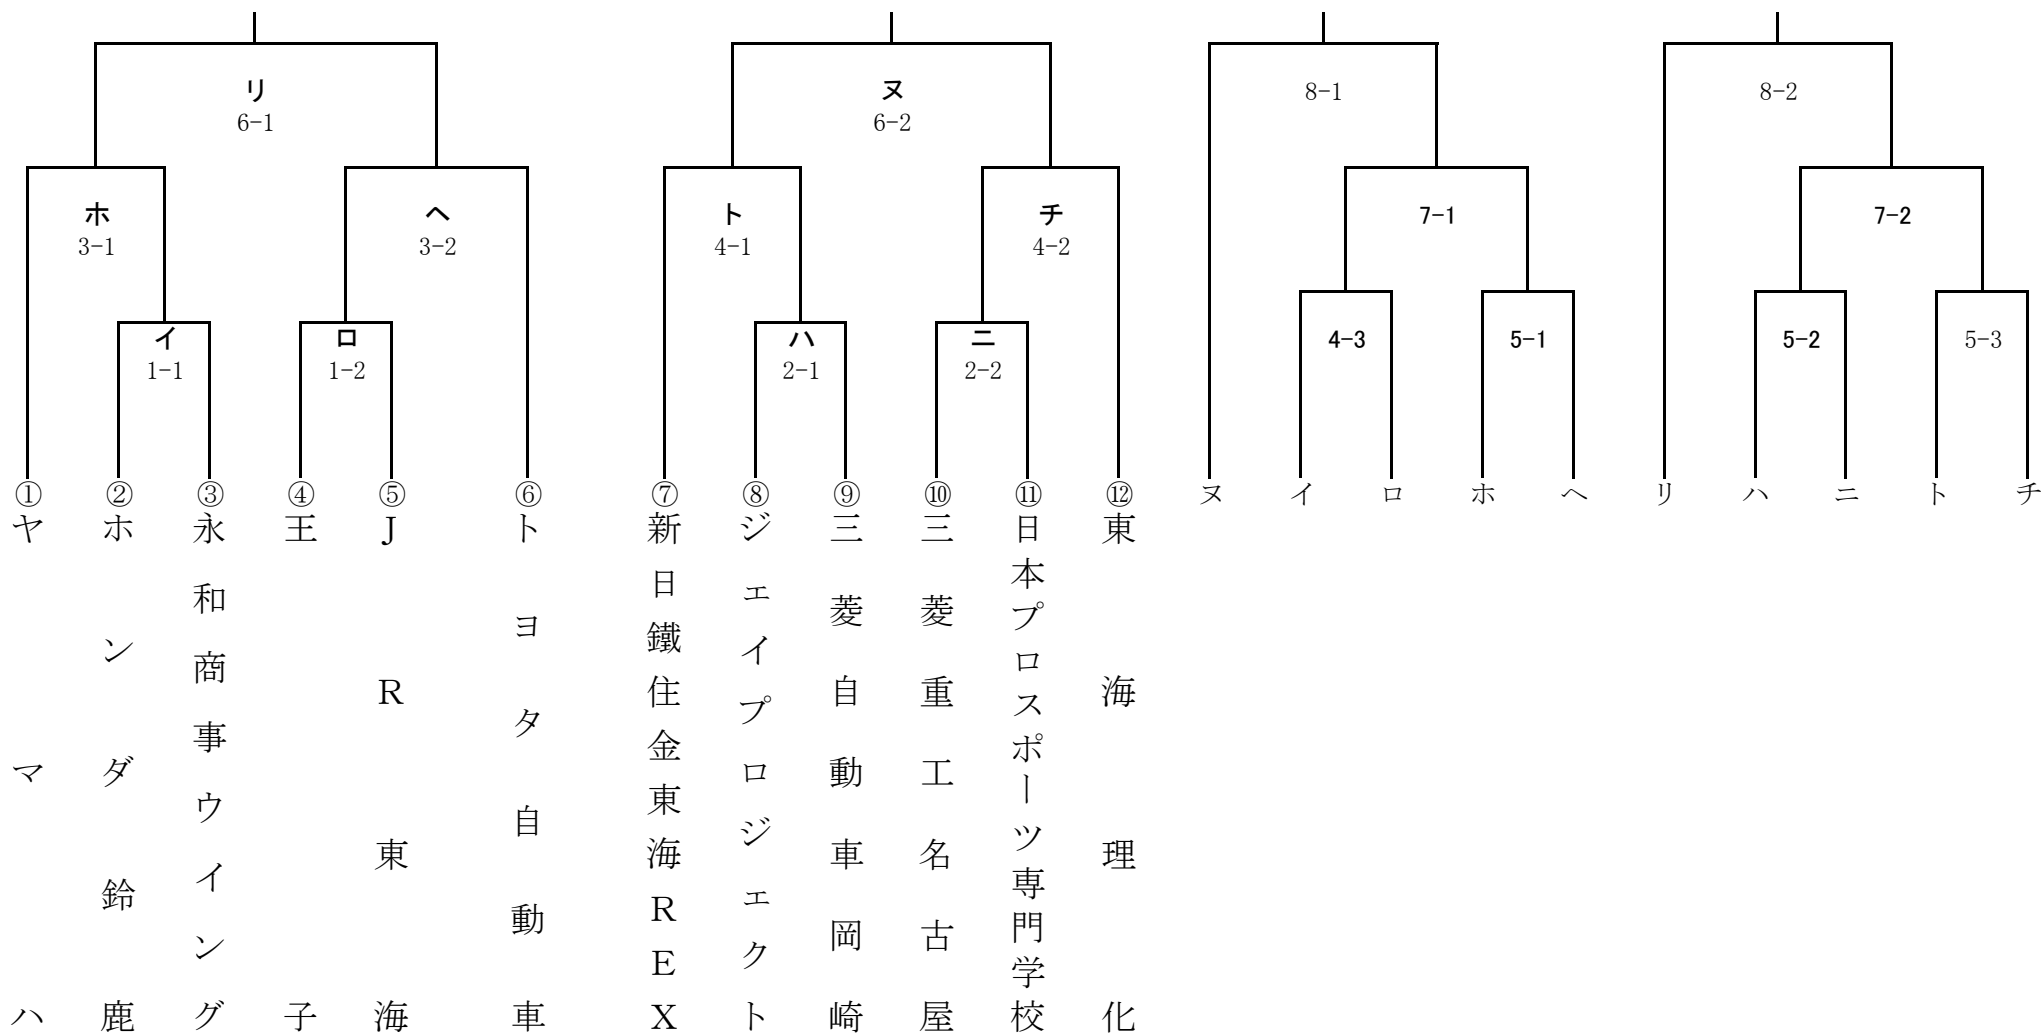 リ
6-1
ヌ
6-2
8-1
8-2
ホ
3-1
ヘ
3-2
ト
4-1
チ
4-2
7-1
7-2
イ
1-1
ロ
1-2
ハ
2-1
ニ
2-2
4-3
5-1
5-2
5-3
①ヤマハ
②ホンダ鈴鹿
③永和商事ウイング
④王子
⑤JR東海
⑥トヨタ自動車
⑦新日鐵住金東海REX
⑧ジェイプロジェクト
⑨三菱自動車岡崎
⑩三菱重工名古屋
⑪日本プロスポーツ専門学校
⑫東海理化
ヌ
イ
ロ
ホ
ヘ
リ
ハ
ニ
ト
チ